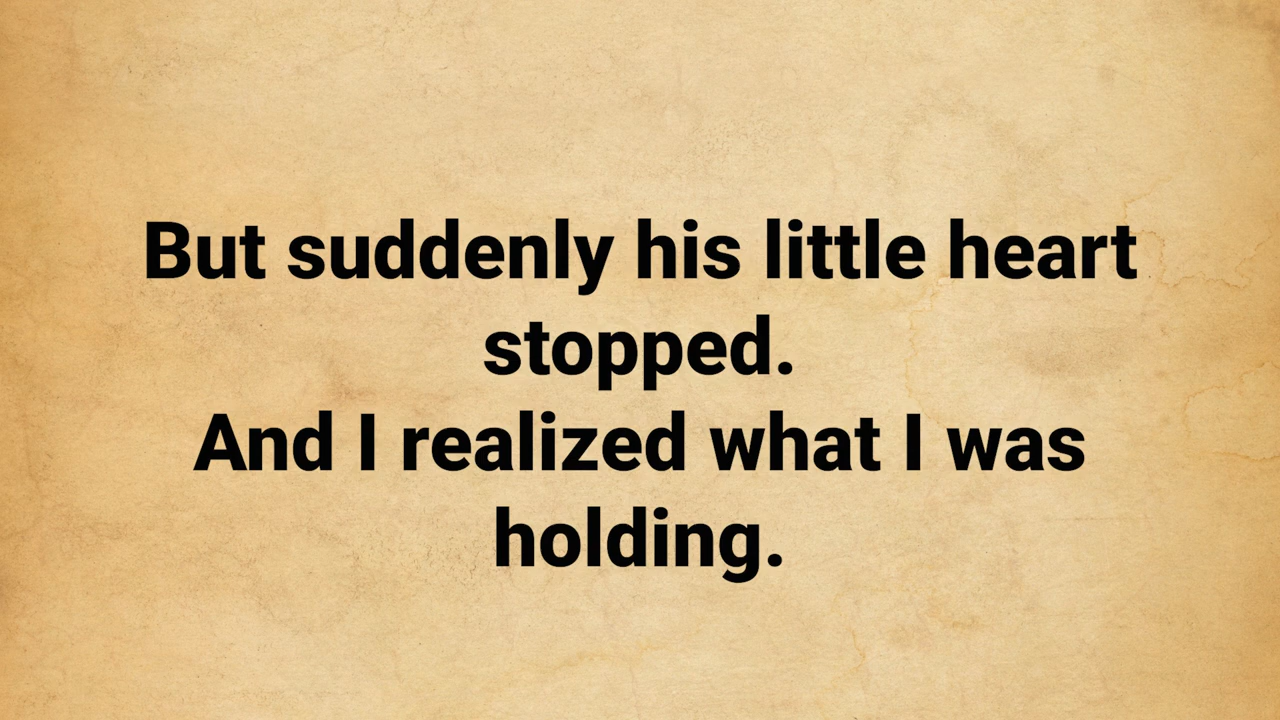 But suddenly his little heart
stopped.
And I realized what I was
holding.